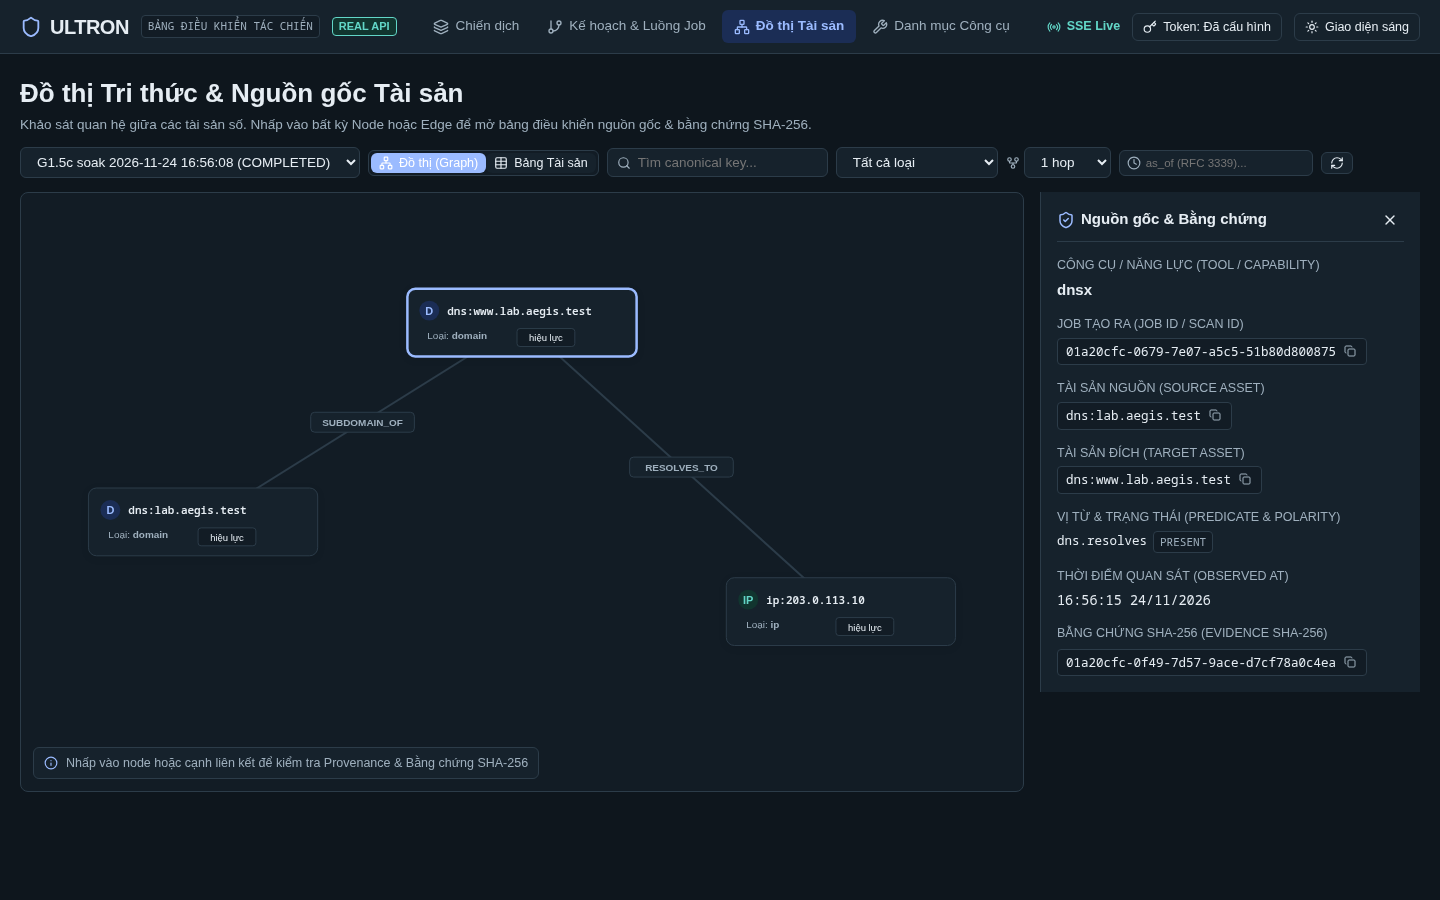 ULTRON BẢNG ĐIỀU KHIỂN TÁC CHIẾN REAL API Chiến dịch Kế hoạch & Luồng Job Đồ thị Tài sản Danh mục Công cụ SSE Live Token: Đã cấu hình Giao diện sáng
Đồ thị Tri thức & Nguồn gốc Tài sản
Khảo sát quan hệ giữa các tài sản số. Nhấp vào bất kỳ Node hoặc Edge để mở bảng điều khiển nguồn gốc & bằng chứng SHA-256.
G1.5c soak 2026-11-24 16:56:08 (COMPLETED) Đồ thị (Graph) Bảng Tài sản Tìm canonical key... Tất cả loại 1 hop as_of (RFC 3339)...
D dns:www.lab.aegis.test
Loại: domain hiệu lực
SUBDOMAIN_OF
RESOLVES_TO
D dns:lab.aegis.test
Loại: domain hiệu lực
IP ip:203.0.113.10
Loại: ip hiệu lực
Nhấp vào node hoặc cạnh liên kết để kiểm tra Provenance & Bằng chứng SHA-256
Nguồn gốc & Bằng chứng
CÔNG CỤ / NĂNG LỰC (TOOL / CAPABILITY)
dnsx
JOB TẠO RA (JOB ID / SCAN ID)
01a20cfc-0679-7e07-a5c5-51b80d800875
TÀI SẢN NGUỒN (SOURCE ASSET)
dns:lab.aegis.test
TÀI SẢN ĐÍCH (TARGET ASSET)
dns:www.lab.aegis.test
VỊ TỪ & TRẠNG THÁI (PREDICATE & POLARITY)
dns.resolves PRESENT
THỜI ĐIỂM QUAN SÁT (OBSERVED AT)
16:56:15 24/11/2026
BẰNG CHỨNG SHA-256 (EVIDENCE SHA-256)
01a20cfc-0f49-7d57-9ace-d7cf78a0c4ea